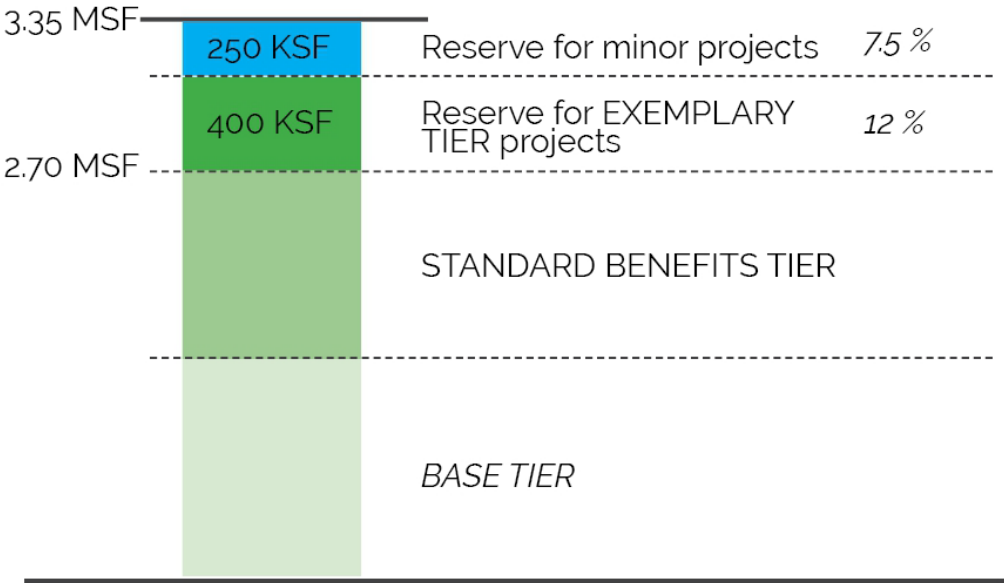 3.35 MSF
250 KSF
Reserve for minor projects
7.5 %
400 KSF
Reserve for EXEMPLARY
TIER projects
12 %
2.70 MSF
STANDARD BENEFITS TIER
BASE TIER